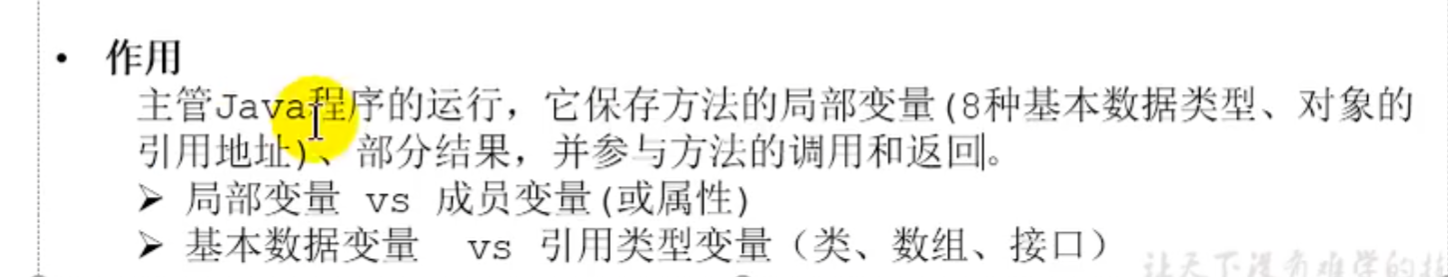 • 作用
主管Java程序的运行，它保存方法的局部变量(8种基本数据类型、对象的
引用地址)、部分结果，并参与方法的调用和返回。
➢ 局部变量 vs 成员变量(或属性)
➢ 基本数据变量 vs 引用类型变量（类、数组、接口）
让天下没有难学的技